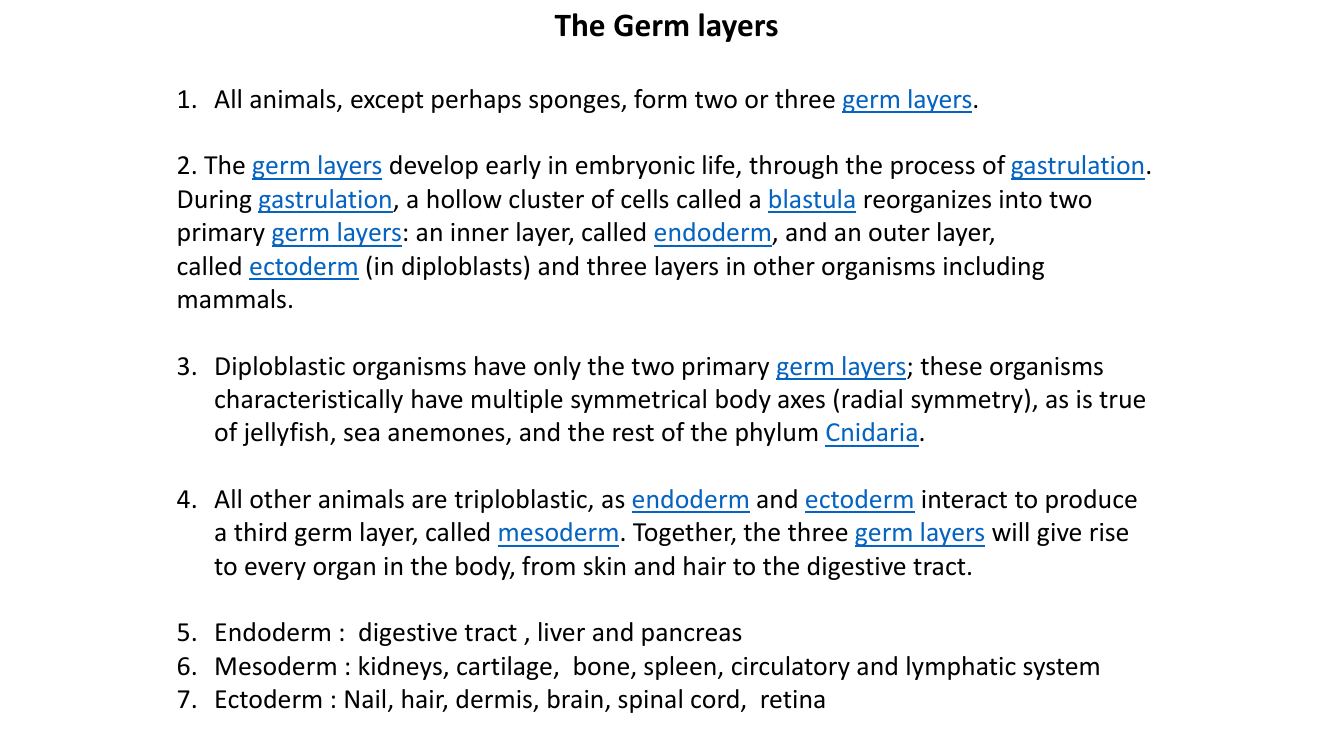 The Germ layers
1. All animals, except perhaps sponges, form two or three germ layers.
2. The germ layers develop early in embryonic life, through the process of gastrulation.
During gastrulation, a hollow cluster of cells called a blastula reorganizes into two
primary germ layers: an inner layer, called endoderm, and an outer layer,
called ectoderm (in diploblasts) and three layers in other organisms including
mammals.
3. Diploblastic organisms have only the two primary germ layers; these organisms
characteristically have multiple symmetrical body axes (radial symmetry), as is true
of jellyfish, sea anemones, and the rest of the phylum Cnidaria.
4. All other animals are triploblastic, as endoderm and ectoderm interact to produce
a third germ layer, called mesoderm. Together, the three germ layers will give rise
to every organ in the body, from skin and hair to the digestive tract.
5. Endoderm :  digestive tract , liver and pancreas
6. Mesoderm : kidneys, cartilage,  bone, spleen, circulatory and lymphatic system
7. Ectoderm : Nail, hair, dermis, brain, spinal cord,  retina